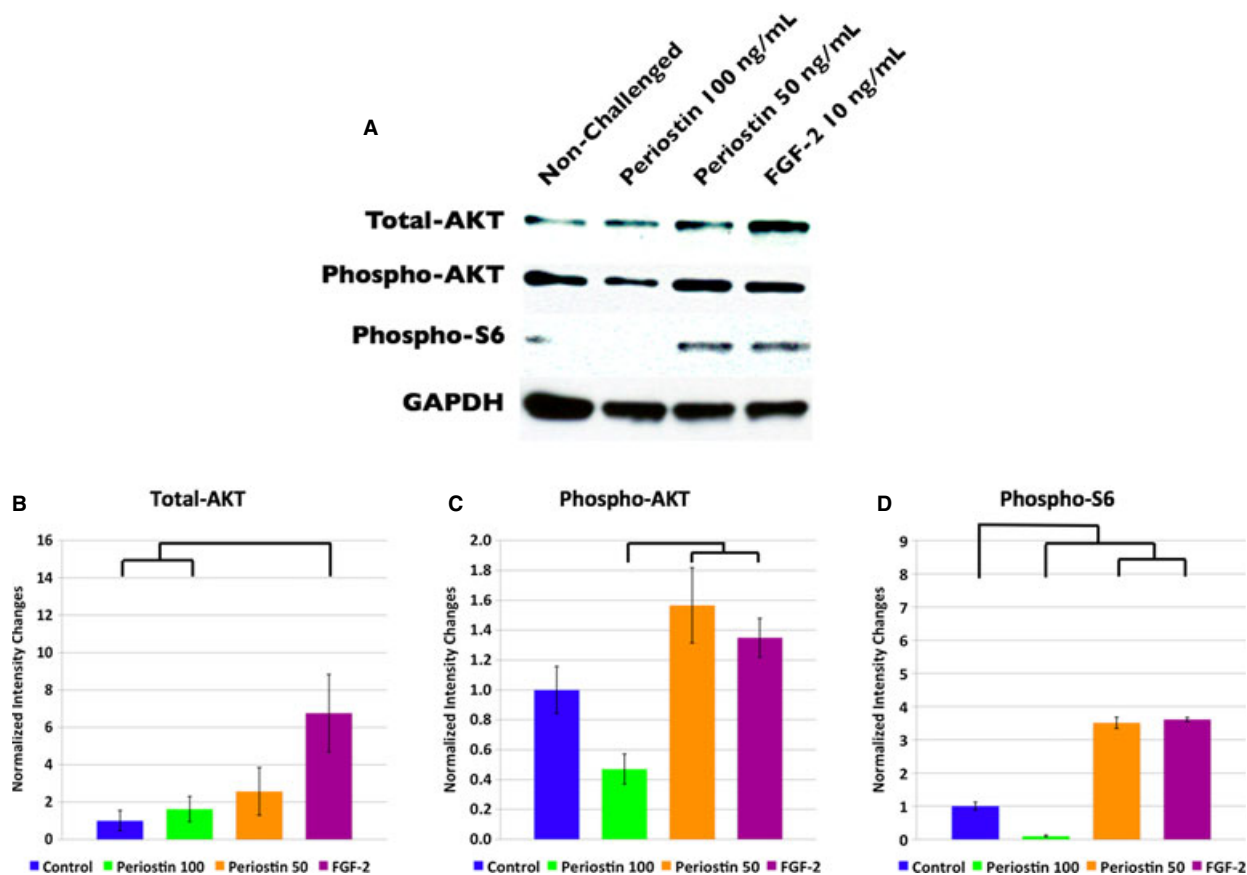 A
Non-Challenged
Periostin 100 ng/mL
Periostin 50 ng/mL
FGF-2 10 ng/mL
Total-AKT
Phospho-AKT
Phospho-S6
GAPDH
B
Total-AKT
Normalized Intensity Changes
16
14
12
10
8
6
4
2
0
Control Periostin 100 Periostin 50 FGF-2
C
Phospho-AKT
Normalized Intensity Changes
2.0
1.8
1.6
1.4
1.2
1.0
0.8
0.6
0.4
0.2
0.0
Control Periostin 100 Periostin 50 FGF-2
D
Phospho-S6
Normalized Intensity Changes
9
8
7
6
5
4
3
2
1
0
Control Periostin 100 Periostin 50 FGF-2